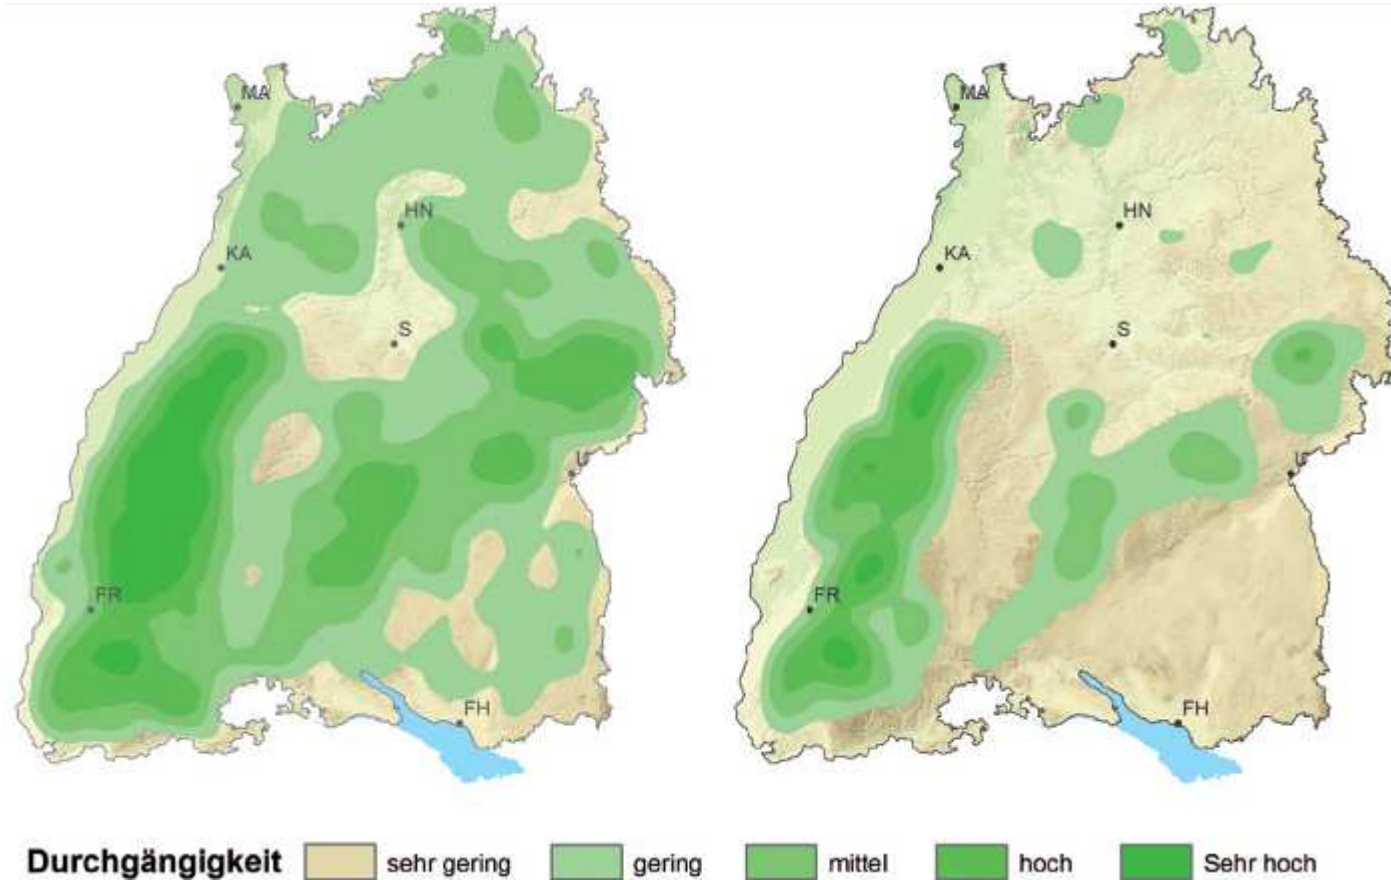 MA
HN
KA
S
U
FR
FH
MA
HN
KA
S
U
FR
FH
Durchgängigkeit sehr gering gering mittel hoch Sehr hoch